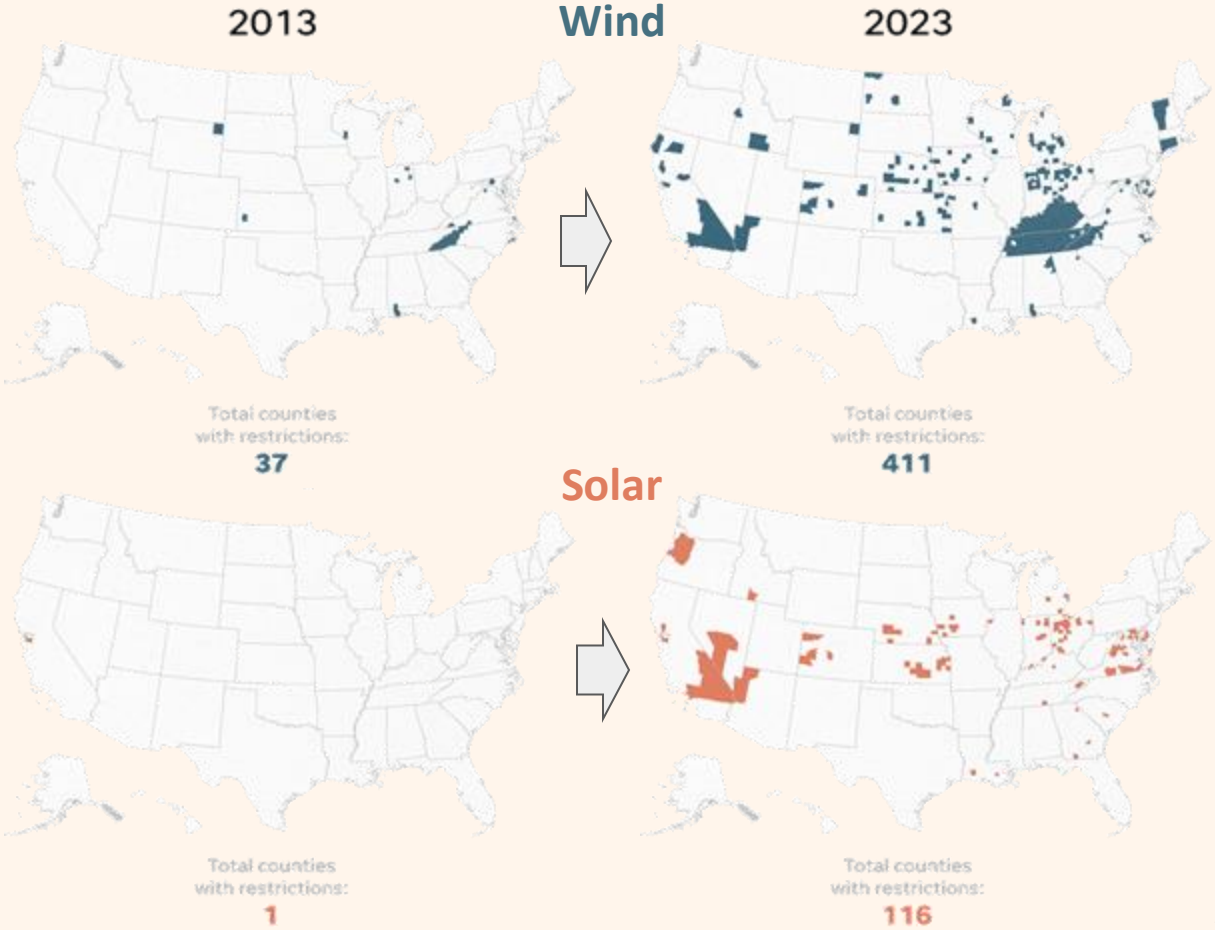 Wind
2013
2023
Total counties
with restrictions:
37
Total counties
with restrictions:
411
Solar
Total counties
with restrictions:
1
Total counties
with restrictions:
116